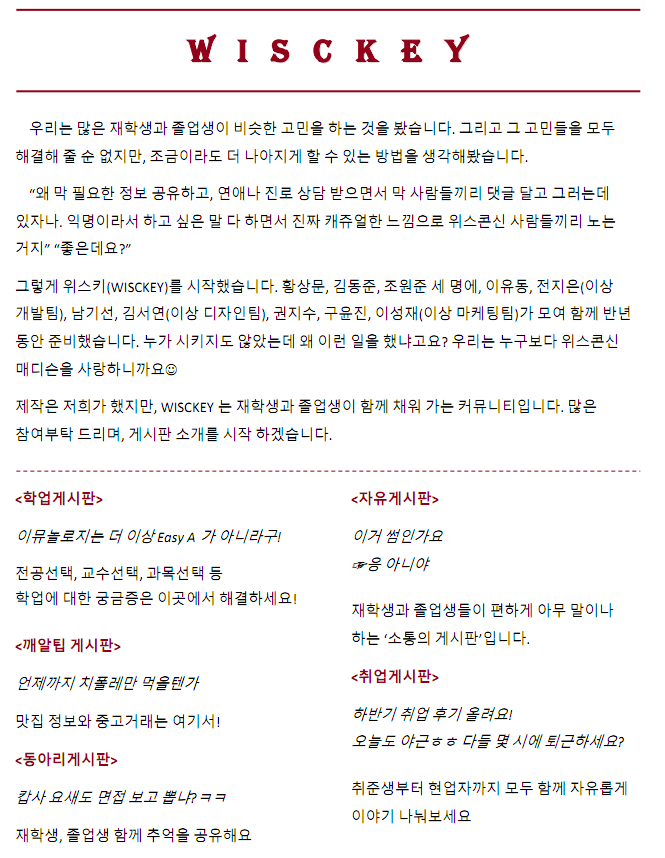 WISCKEY
우리는 많은 재학생과 졸업생이 비슷한 고민을 하는 것을 봤습니다. 그리고 그 고민들을 모두
해결해 줄 순 없지만, 조금이라도 더 나아지게 할 수 있는 방법을 생각해봤습니다.
“왜 막 필요한 정보 공유하고, 연애나 진로 상담 받으면서 막 사람들끼리 댓글 달고 그러는데
있자나. 익명이라서 하고 싶은 말 다 하면서 진짜 캐쥬얼한 느낌으로 위스콘신 사람들끼리 노는
거지” “좋은데요?”
그렇게 위스키(WISCKEY)를 시작했습니다. 황상문, 김동준, 조원준 세 명에, 이유동, 전지은(이상
개발팀), 남기선, 김서연(이상 디자인팀), 권지수, 구윤진, 이성재(이상 마케팅팀)가 모여 함께 반년
동안 준비했습니다. 누가 시키지도 않았는데 왜 이런 일을 했냐고요? 우리는 누구보다 위스콘신
매디슨을 사랑하니까요☺
제작은 저희가 했지만, WISCKEY 는 재학생과 졸업생이 함께 채워 가는 커뮤니티입니다. 많은
참여부탁 드리며, 게시판 소개를 시작 하겠습니다.
<학업게시판>
이뮤놀로지는 더 이상 Easy A 가 아니라구!
전공선택, 교수선택, 과목선택 등
학업에 대한 궁금증은 이곳에서 해결하세요!
<깨알팁 게시판>
언제까지 치폴레만 먹을텐가
맛집 정보와 중고거래는 여기서!
<동아리게시판>
캅사 요새도 면접 보고 뽑냐?ㅋㅋ
재학생, 졸업생 함께 추억을 공유해요
<자유게시판>
이거 썸인가요
☞응 아니야
재학생과 졸업생들이 편하게 아무 말이나
하는 ‘소통의 게시판’입니다.
<취업게시판>
하반기 취업 후기 올려요!
오늘도 야근ㅎㅎ 다들 몇 시에 퇴근하세요?
취준생부터 현업자까지 모두 함께 자유롭게
이야기 나눠보세요